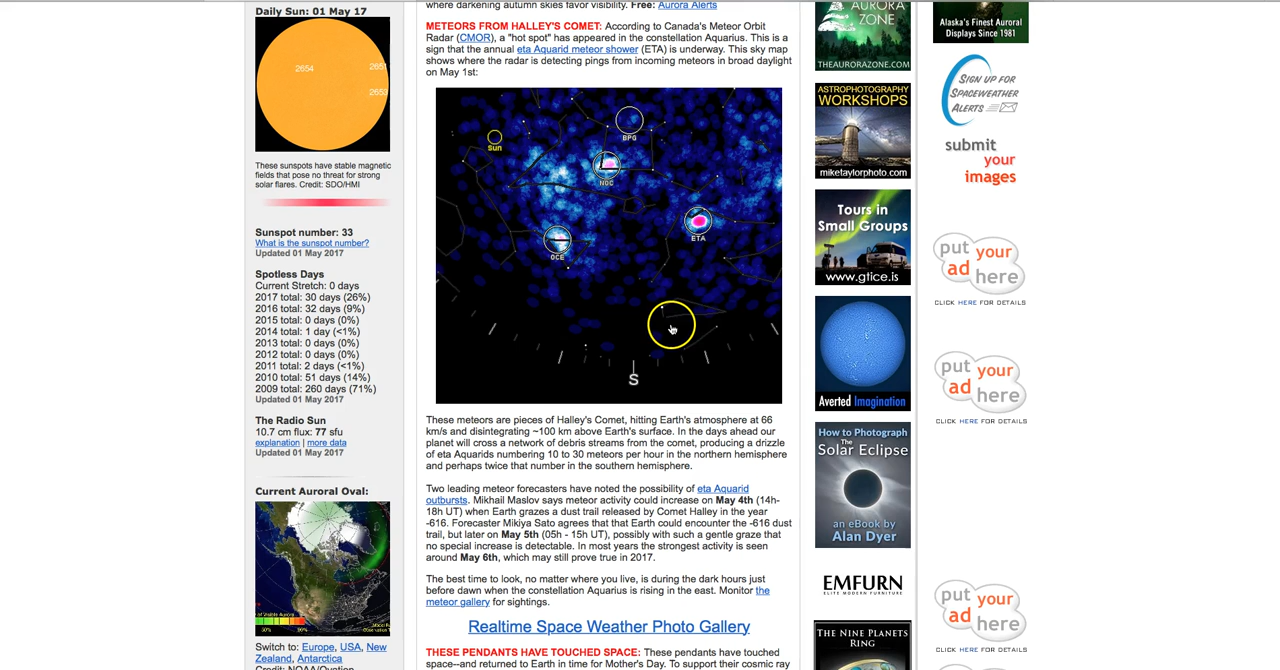 Daily Sun: 01 May 17
2654
2651
2653
These sunspots have stable magnetic
fields that pose no threat for strong
solar flares. Credit: SDO/HMI
Sunspot number: 33
What is the sunspot number?
Updated 01 May 2017
Spotless Days
Current Stretch: 0 days
2017 total: 30 days (26%)
2016 total: 32 days (9%)
2015 total: 0 days (0%)
2014 total: 1 day (<1%)
2013 total: 0 days (0%)
2012 total: 0 days (0%)
2011 total: 2 days (<1%)
2010 total: 51 days (14%)
2009 total: 260 days (71%)
Updated 01 May 2017
The Radio Sun
10.7 cm flux: 77 sfu
explanation | more data
Updated 01 May 2017
Current Auroral Oval:
Switch to: Europe, USA, New
Zealand, Antarctica
Credit: NOAA/Ovation
where darkening autumn skies favor visibility. Free: Aurora Alerts
METEORS FROM HALLEY'S COMET: According to Canada's Meteor Orbit
Radar (CMOR), a "hot spot" has appeared in the constellation Aquarius. This is a
sign that the annual eta Aquarid meteor shower (ETA) is underway. This sky map
shows where the radar is detecting pings from incoming meteors in broad daylight
on May 1st:
Sun
BPG
NOC
ETA
OCE
S
These meteors are pieces of Halley's Comet, hitting Earth's atmosphere at 66
km/s and disintegrating ~100 km above Earth's surface. In the days ahead our
planet will cross a network of debris streams from the comet, producing a drizzle
of eta Aquarids numbering 10 to 30 meteors per hour in the northern hemisphere
and perhaps twice that number in the southern hemisphere.
Two leading meteor forecasters have noted the possibility of eta Aquarid
outbursts. Mikhail Maslov says meteor activity could increase on May 4th (14h-
18h UT) when Earth grazes a dust trail released by Comet Halley in the year
-616. Forecaster Mikiya Sato agrees that that Earth could encounter the -616 dust
trail, but later on May 5th (05h - 15h UT), possibly with such a gentle graze that
no special increase is detectable. In most years the strongest activity is seen
around May 6th, which may still prove true in 2017.
The best time to look, no matter where you live, is during the dark hours just
before dawn when the constellation Aquarius is rising in the east. Monitor the
meteor gallery for sightings.
Realtime Space Weather Photo Gallery
THESE PENDANTS HAVE TOUCHED SPACE: These pendants have touched
space--and returned to Earth in time for Mother's Day. To support their cosmic ray
AURORA
ZONE
THEAURORAZONE.COM
ASTROPHOTOGRAPHY
WORKSHOPS
miketaylorphoto.com
Tours in
Small Groups
www.gtice.is
Averted Imagination
How to Photograph
The
Solar Eclipse
an eBook by
Alan Dyer
EMFURN
ELITE MODERN FURNITURE
THE NINE PLANETS
RING
Alaska's Finest Auroral
Displays Since 1981
SIGN UP FOR
SPACEWEATHER
ALERTS
submit
your
images
put your
ad here
CLICK HERE FOR DETAILS
put your
ad here
CLICK HERE FOR DETAILS
put your
ad here
CLICK HERE FOR DETAILS